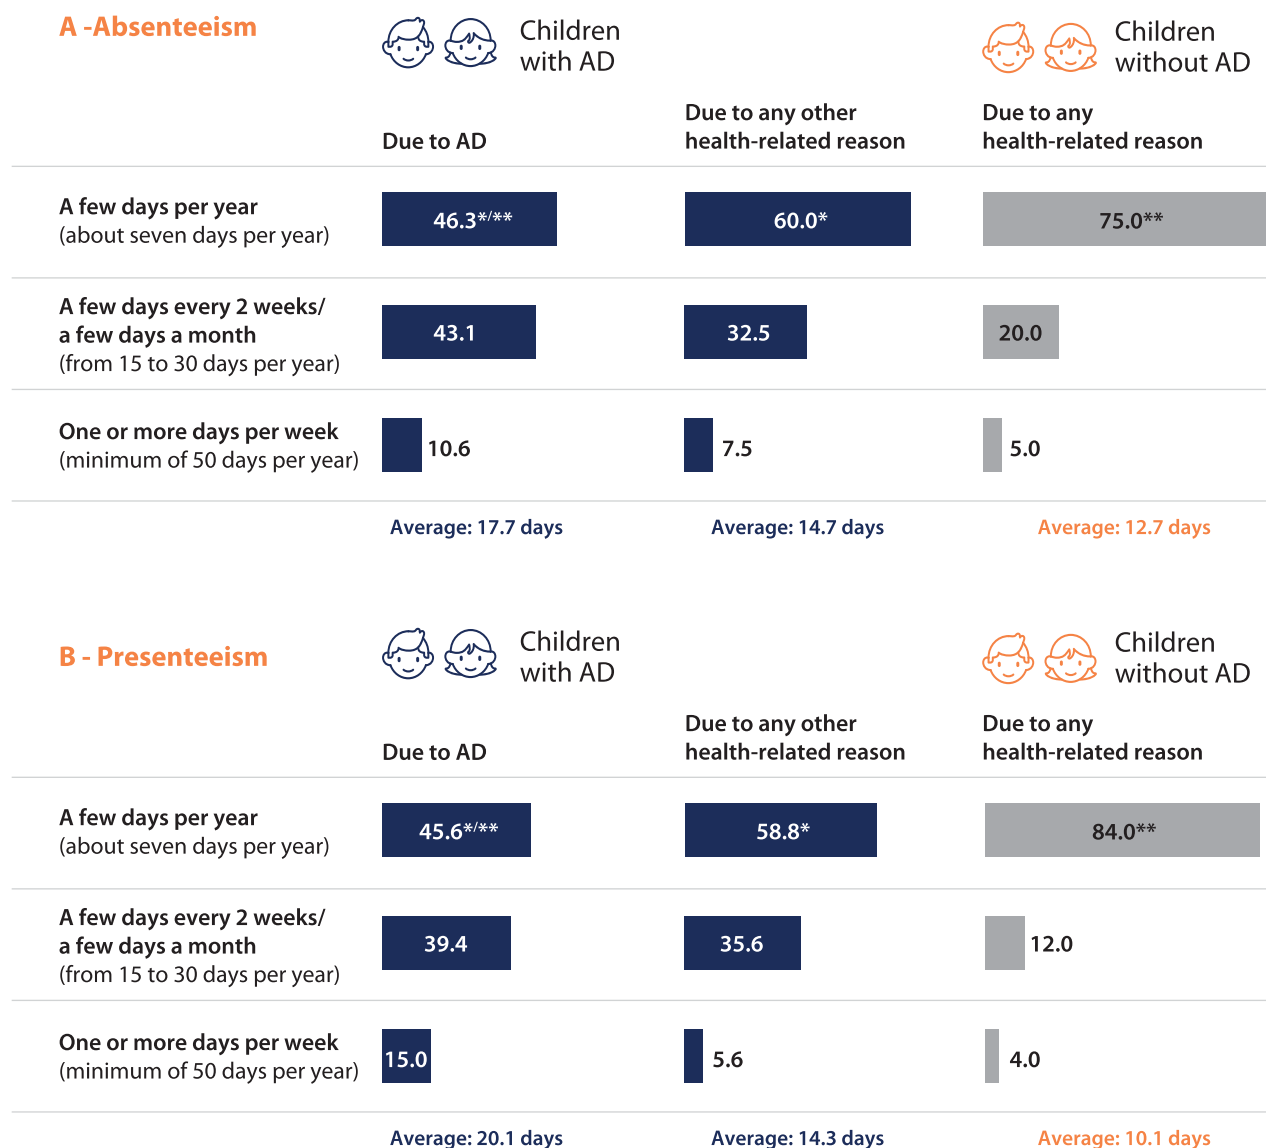 A -Absenteeism
Children
with AD
Children
without AD
Due to AD
Due to any other
health-related reason
Due to any
health-related reason
A few days per year
(about seven days per year)
46.3*/**
60.0*
75.0**
A few days every 2 weeks/
a few days a month
(from 15 to 30 days per year)
43.1
32.5
20.0
One or more days per week
(minimum of 50 days per year)
10.6
7.5
5.0
Average: 17.7 days
Average: 14.7 days
Average: 12.7 days
B - Presenteeism
Children
with AD
Children
without AD
Due to AD
Due to any other
health-related reason
Due to any
health-related reason
A few days per year
(about seven days per year)
45.6*/**
58.8*
84.0**
A few days every 2 weeks/
a few days a month
(from 15 to 30 days per year)
39.4
35.6
12.0
One or more days per week
(minimum of 50 days per year)
15.0
5.6
4.0
Average: 20.1 days
Average: 14.3 days
Average: 10.1 days